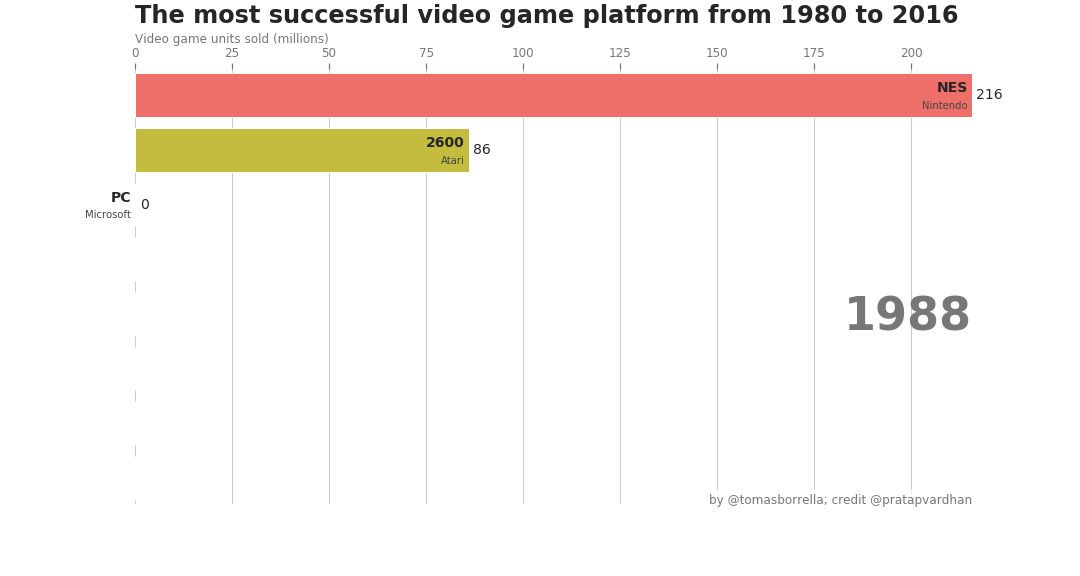 The most successful video game platform from 1980 to 2016
Video game units sold (millions)
0 25 50 75 100 125 150 175 200
NES
Nintendo
216
2600
Atari
86
PC
Microsoft
0
1988
by @tomasborrella; credit @pratapvardhan